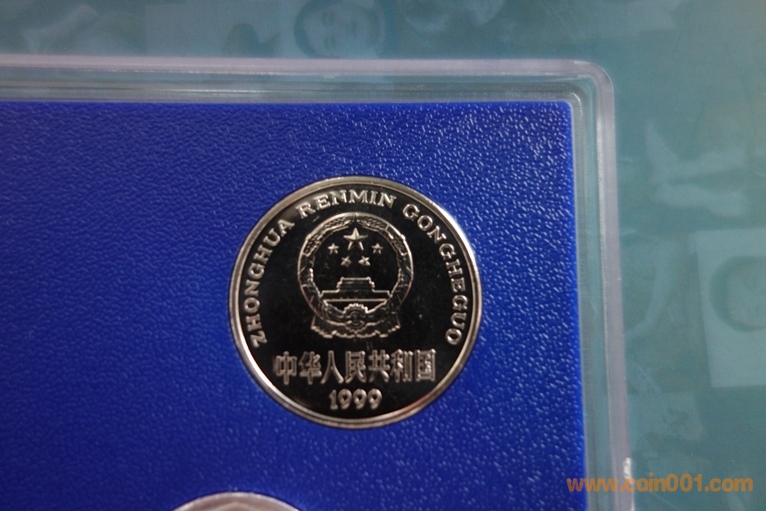 ZHONGHUA RENMIN GONGHEGUO
中华人民共和国
1999
www.coin001.com